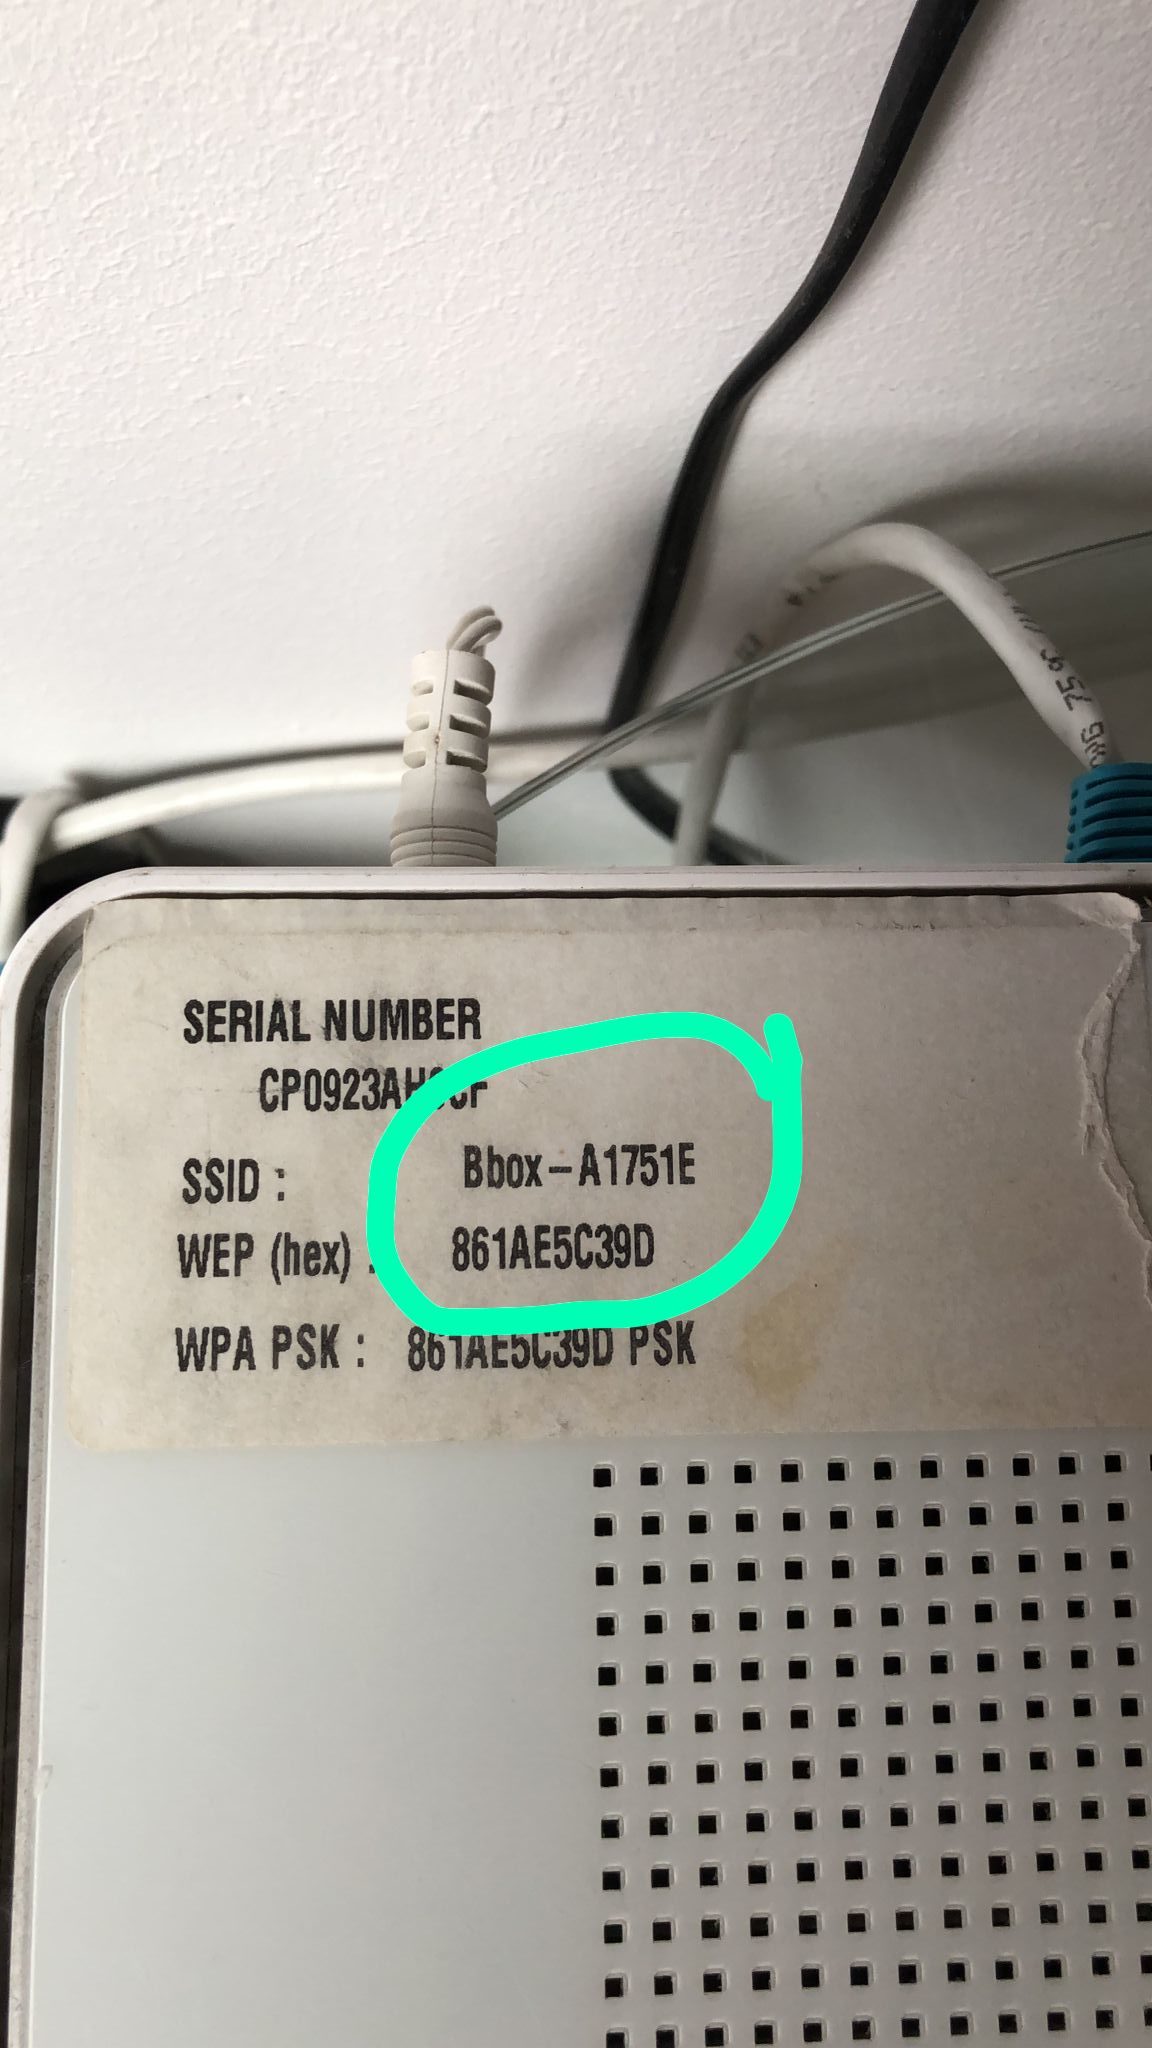 SERIAL NUMBER
SSID : Bbox-A1751E
WEP (hex) : 861AE5C39D
WPA PSK : 861AE5C39D PSK